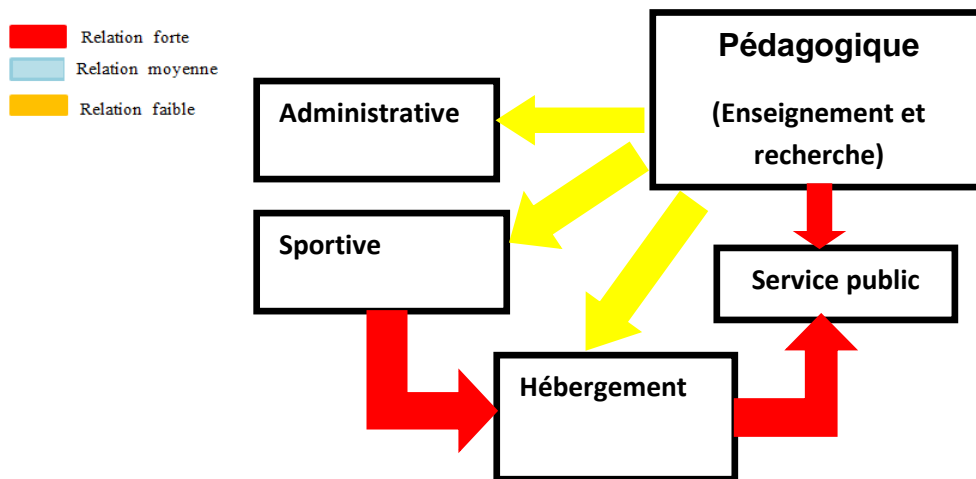 Relation forte
Relation moyenne
Relation faible
Pédagogique
(Enseignement et
recherche)
Administrative
Sportive
Service public
Hébergement